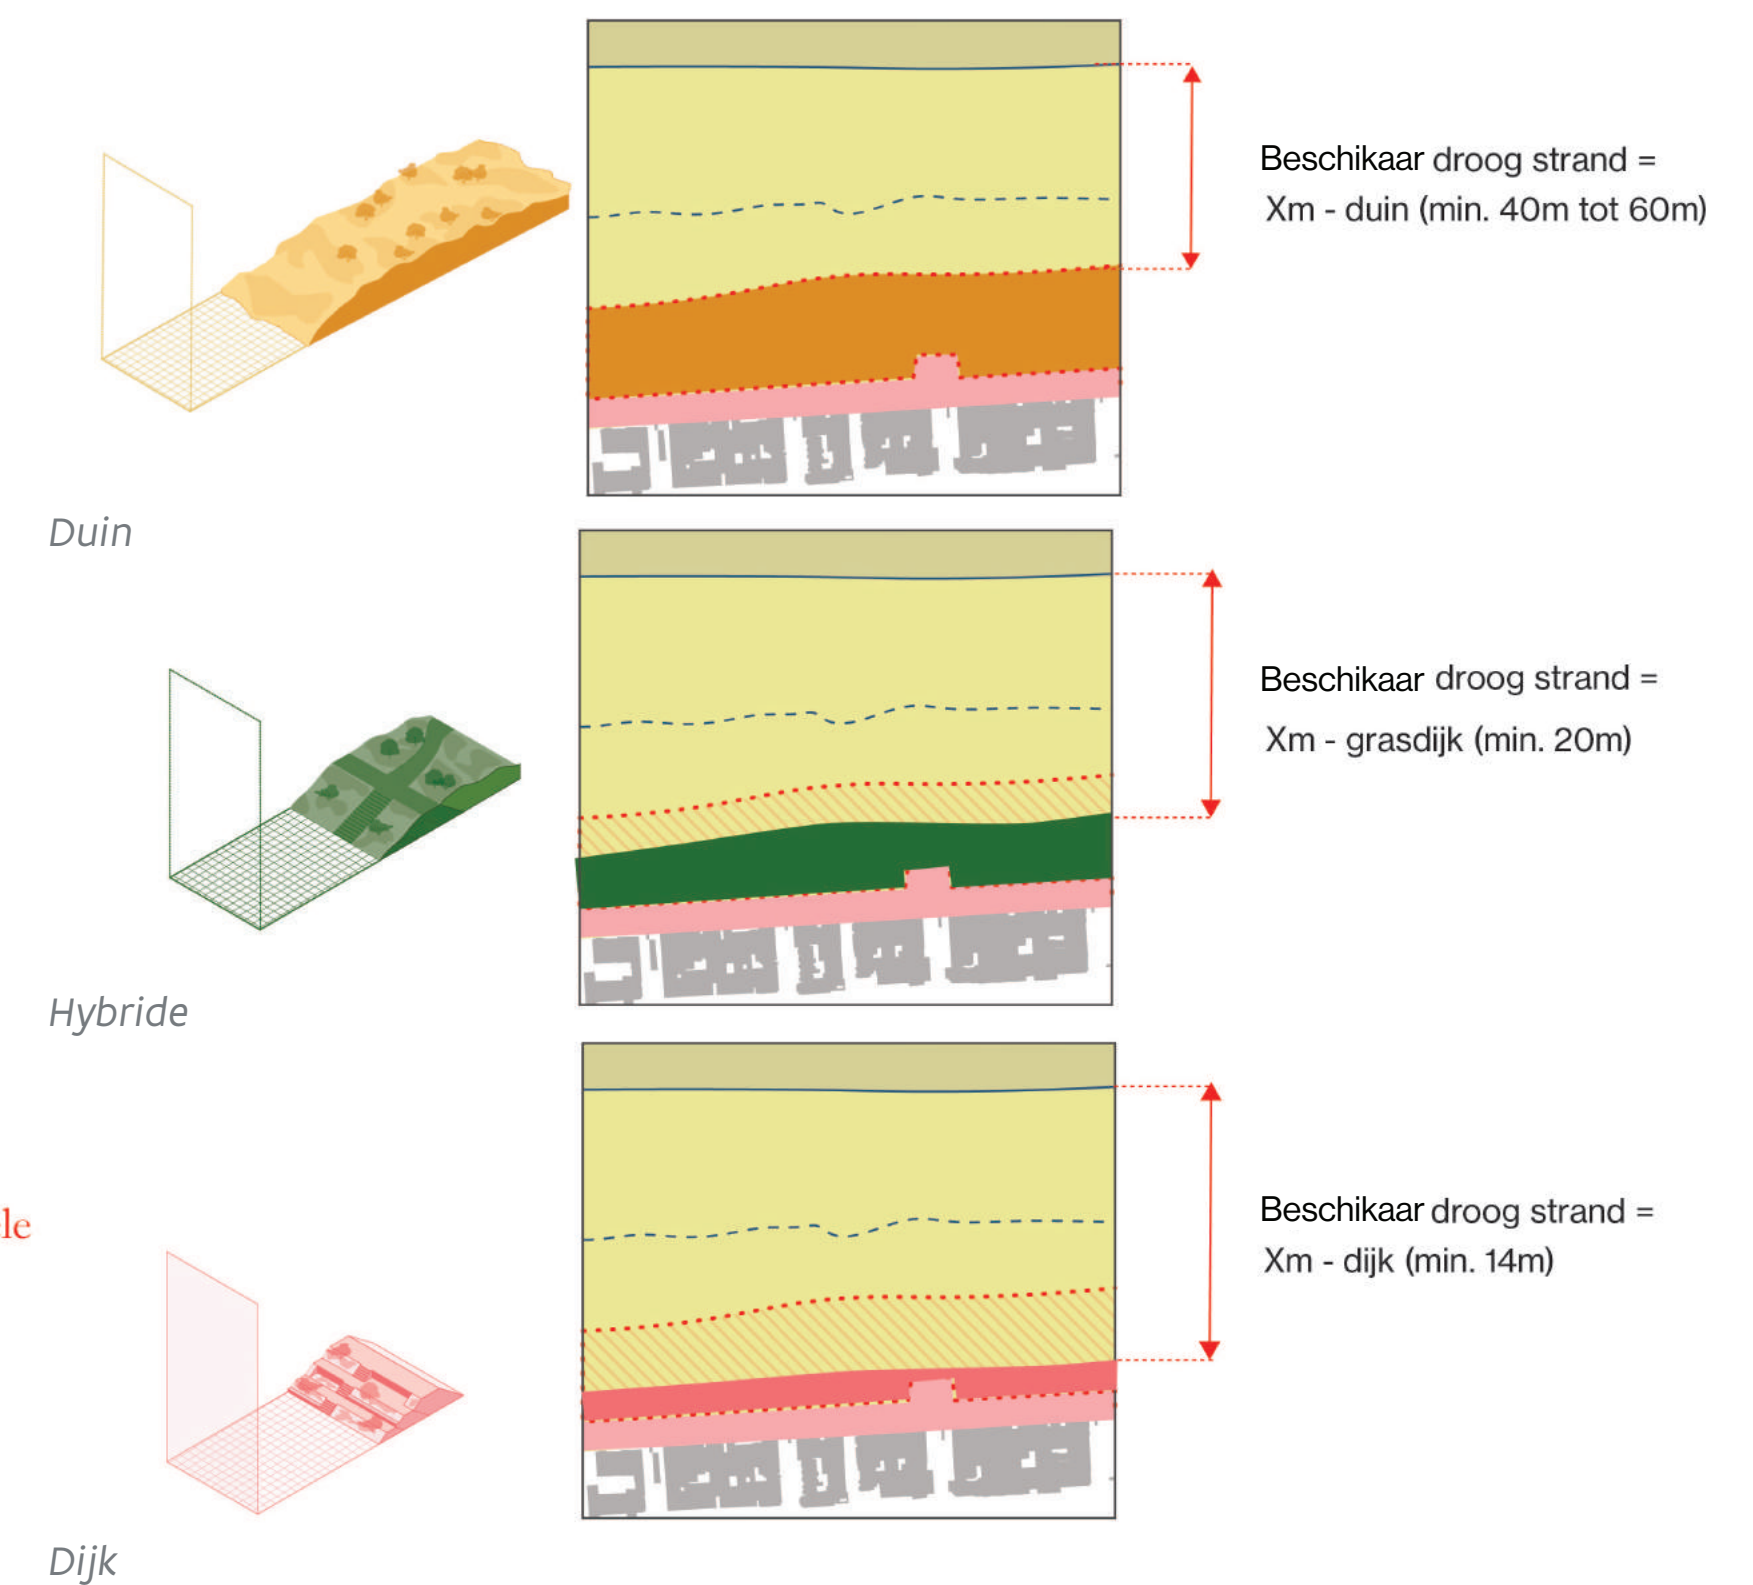 Beschikaar droog strand =
Xm - duin (min. 40m tot 60m)
Duin
Beschikaar droog strand =
Xm - grasdijk (min. 20m)
Hybride
Beschikaar droog strand =
Xm - dijk (min. 14m)
le
Dijk